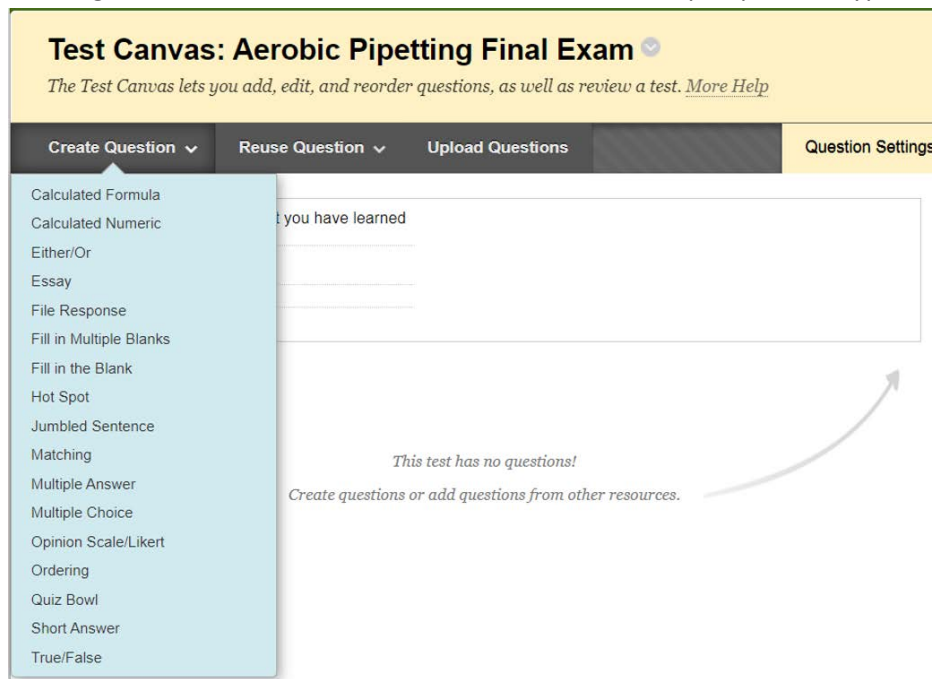 Test Canvas: Aerobic Pipetting Final Exam
The Test Canvas lets you add, edit, and reorder questions, as well as review a test. More Help
Create Question Reuse Question Upload Questions Question Settings
Calculated Formula
Calculated Numeric
Either/Or
Essay
File Response
Fill in Multiple Blanks
Fill in the Blank
Hot Spot
Jumbled Sentence
Matching
Multiple Answer
Multiple Choice
Opinion Scale/Likert
Ordering
Quiz Bowl
Short Answer
True/False
you have learned
This test has no questions!
Create questions or add questions from other resources.